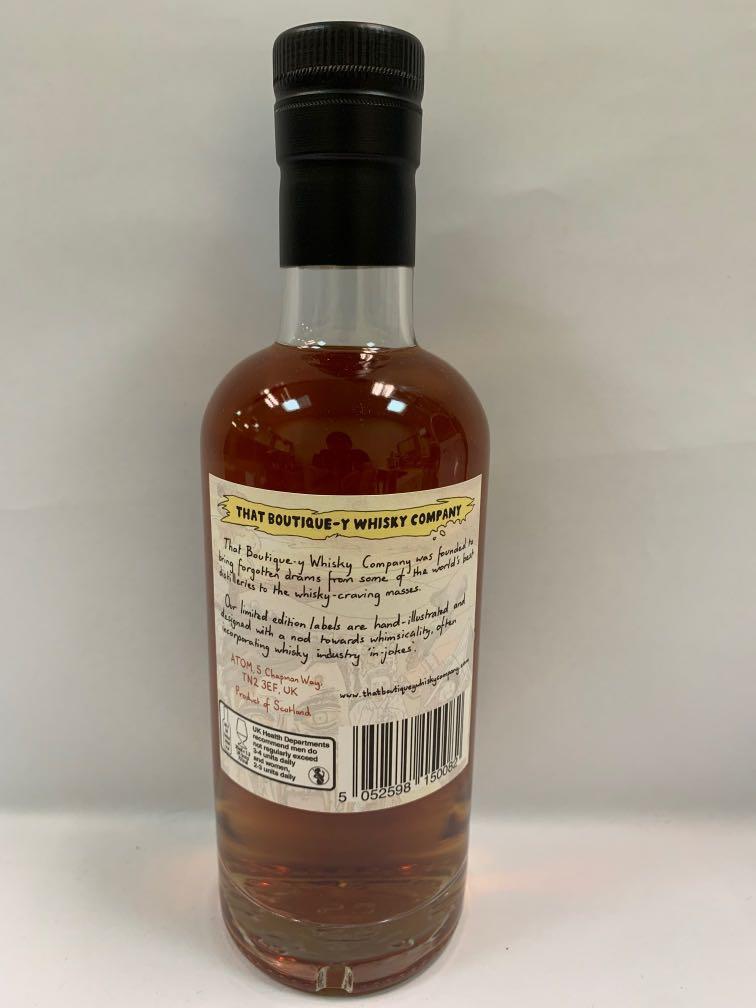 THAT BOUTIQUE-Y WHISKY COMPANY
That Boutique-y Whisky Company was founded to
bring forgotten drams from some of the world's best
distilleries to the whisky-craving masses.
Our limited edition labels are hand-illustrated and
designed with a nod towards whimsicality, often
incorporating whisky industry 'in-jokes'.
ATOM, 5 Chapman Way,
TN2 3EF, UK
Product of Scotland
www.thatboutiqueywhiskycompany.com
UK Health Departments
recommend men do
not regularly exceed
3-4 units daily
and women,
2-3 units daily
5 052598 150082